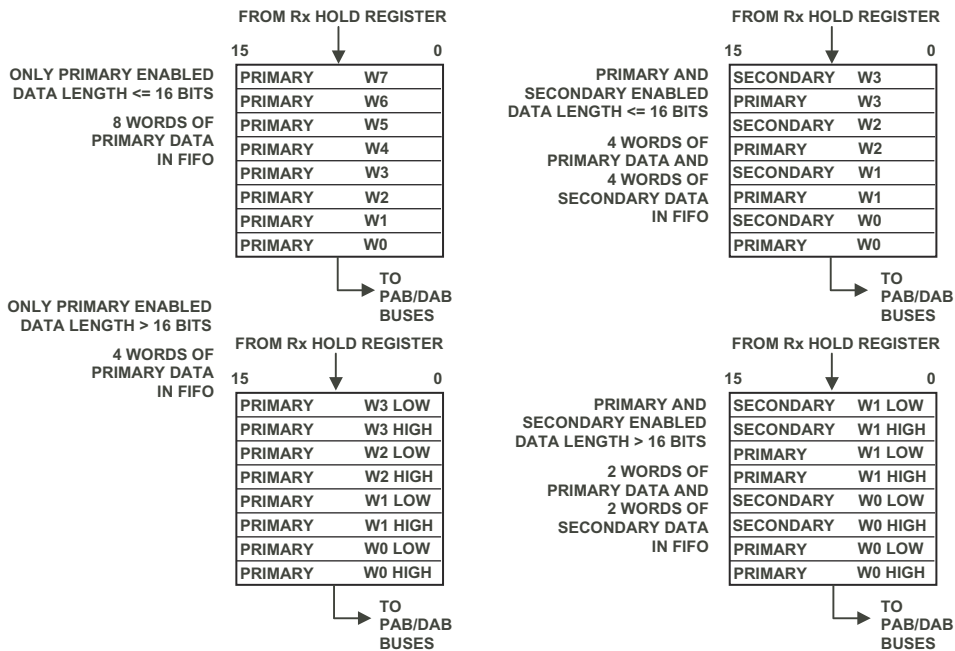 FROM Rx HOLD REGISTER
15 0
ONLY PRIMARY ENABLED
DATA LENGTH <= 16 BITS
8 WORDS OF
PRIMARY DATA
IN FIFO
PRIMARY W7
PRIMARY W6
PRIMARY W5
PRIMARY W4
PRIMARY W3
PRIMARY W2
PRIMARY W1
PRIMARY W0
TO
PAB/DAB
BUSES
FROM Rx HOLD REGISTER
15 0
PRIMARY AND
SECONDARY ENABLED
DATA LENGTH <= 16 BITS
4 WORDS OF
PRIMARY DATA AND
4 WORDS OF
SECONDARY DATA
IN FIFO
SECONDARY W3
PRIMARY W3
SECONDARY W2
PRIMARY W2
SECONDARY W1
PRIMARY W1
SECONDARY W0
PRIMARY W0
TO
PAB/DAB
BUSES
ONLY PRIMARY ENABLED
DATA LENGTH > 16 BITS
4 WORDS OF
PRIMARY DATA
IN FIFO
FROM Rx HOLD REGISTER
15 0
PRIMARY W3 LOW
PRIMARY W3 HIGH
PRIMARY W2 LOW
PRIMARY W2 HIGH
PRIMARY W1 LOW
PRIMARY W1 HIGH
PRIMARY W0 LOW
PRIMARY W0 HIGH
TO
PAB/DAB
BUSES
FROM Rx HOLD REGISTER
15 0
PRIMARY AND
SECONDARY ENABLED
DATA LENGTH > 16 BITS
2 WORDS OF
PRIMARY DATA AND
2 WORDS OF
SECONDARY DATA
IN FIFO
SECONDARY W1 LOW
SECONDARY W1 HIGH
PRIMARY W1 LOW
PRIMARY W1 HIGH
SECONDARY W0 LOW
SECONDARY W0 HIGH
PRIMARY W0 LOW
PRIMARY W0 HIGH
TO
PAB/DAB
BUSES